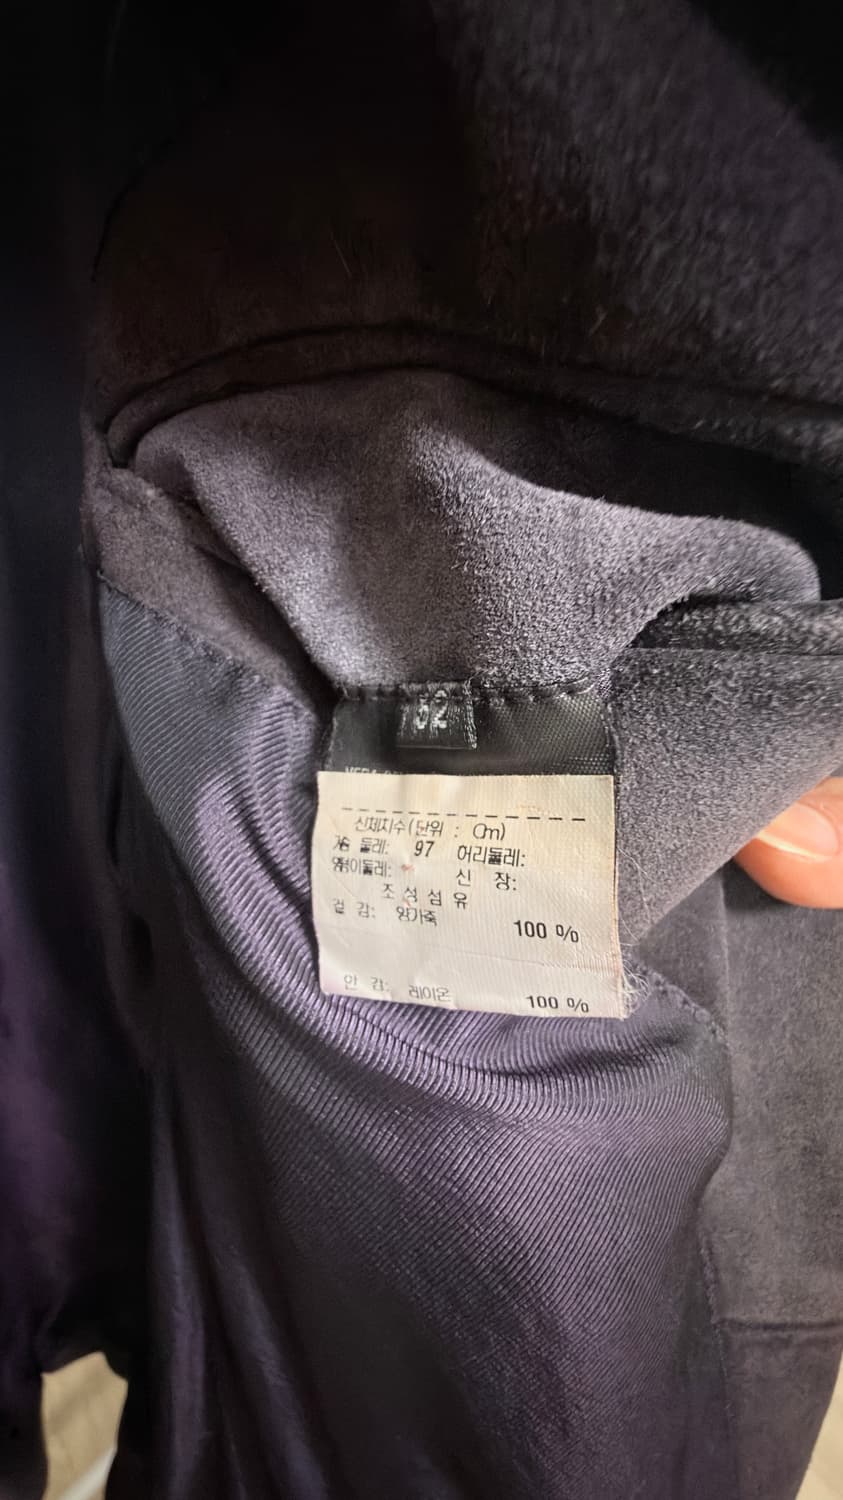 52
신체치수(단위 : Cm)
가슴 둘레: 97 허리둘레:
엉덩이둘레: 신 장:
조 성 섬 유
겉 감: 양가죽 100 %
안 감: 레이온 100 %